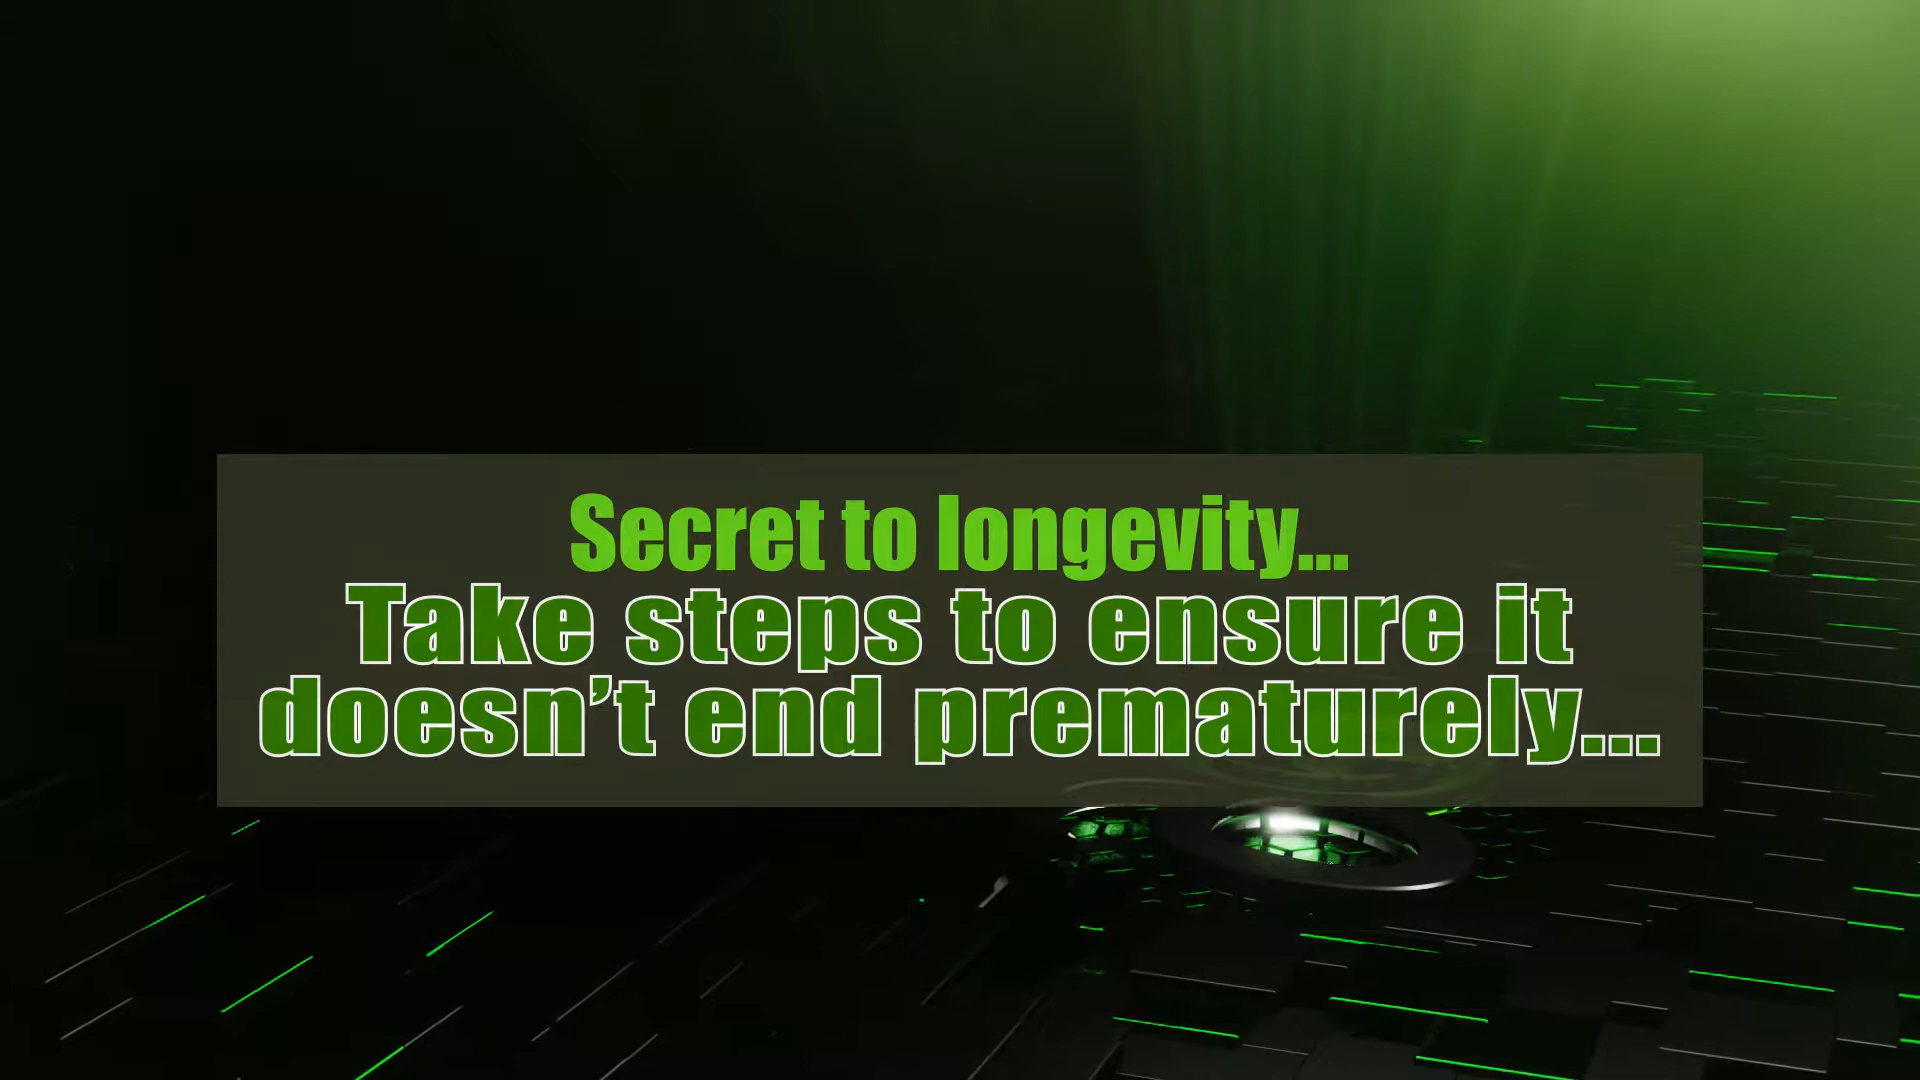 Secret to longevity...
Take steps to ensure it
doesn’t end prematurely...